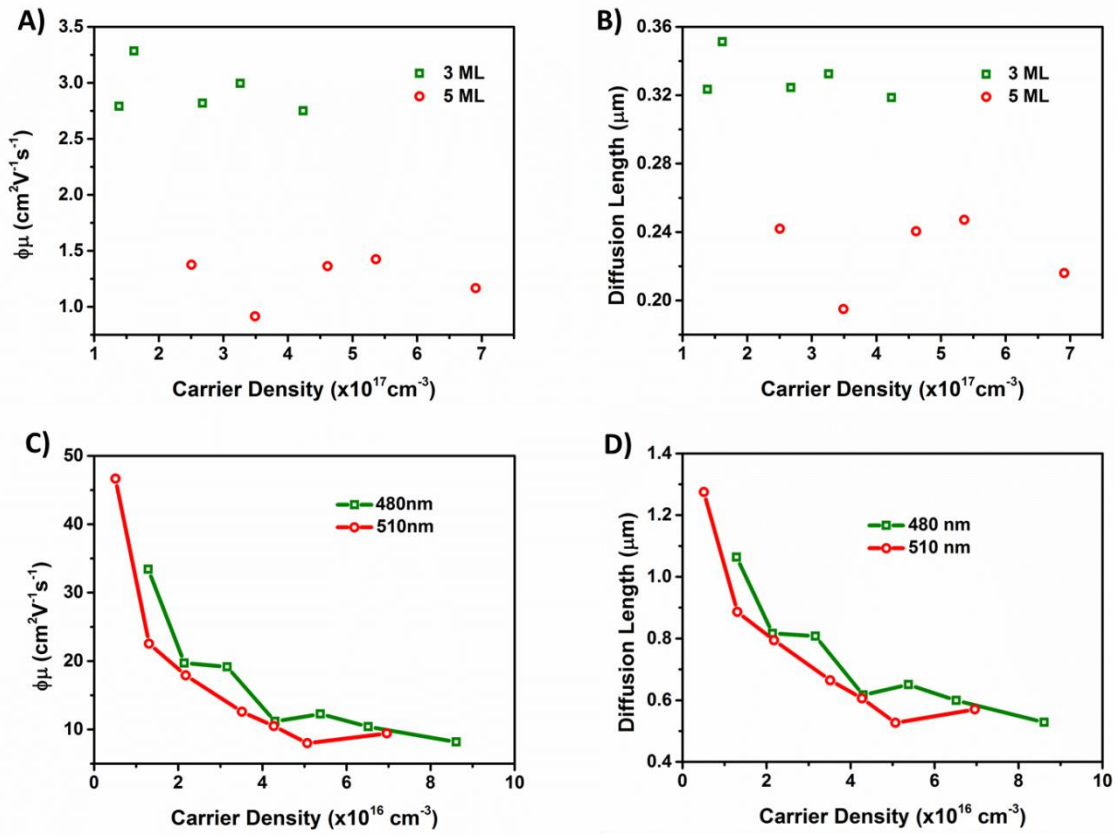 A)
3.5
3.0
2.5
2.0
1.5
1.0
ϕμ (cm²V⁻¹s⁻¹)
3 ML
5 ML
1 2 3 4 5 6 7
Carrier Density (x10¹⁷cm⁻³)
B)
0.36
0.32
0.28
0.24
0.20
Diffusion Length (μm)
3 ML
5 ML
1 2 3 4 5 6 7
Carrier Density (x10¹⁷cm⁻³)
C)
50
40
30
20
10
ϕμ (cm²V⁻¹s⁻¹)
480nm
510nm
0 2 4 6 8 10
Carrier Density (x10¹⁶ cm⁻³)
D)
1.4
1.2
1.0
0.8
0.6
0.4
Diffusion Length (μm)
480 nm
510 nm
0 2 4 6 8 10
Carrier Density (x10¹⁶ cm⁻³)